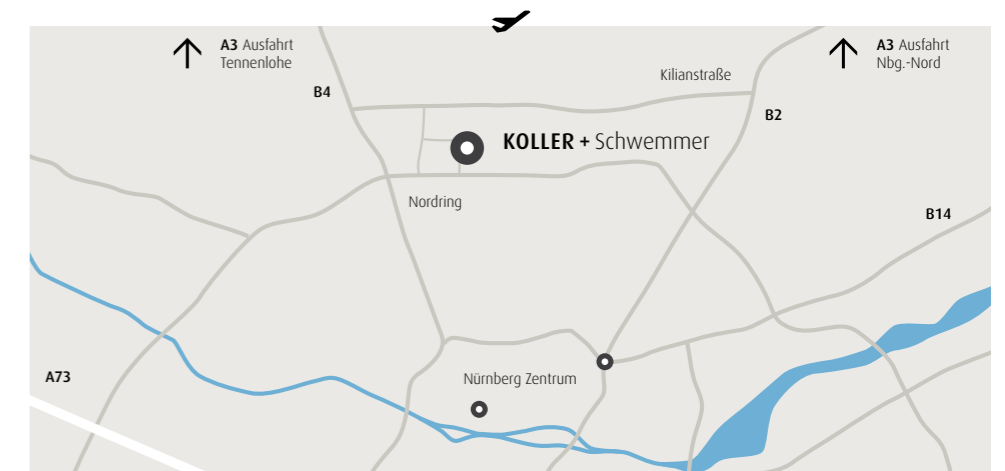 A3 Ausfahrt
Tennenlohe
A3 Ausfahrt
Nbg.-Nord
Kilianstraße
B4
B2
KOLLER + Schwemmer
Nordring
B14
A73
Nürnberg Zentrum